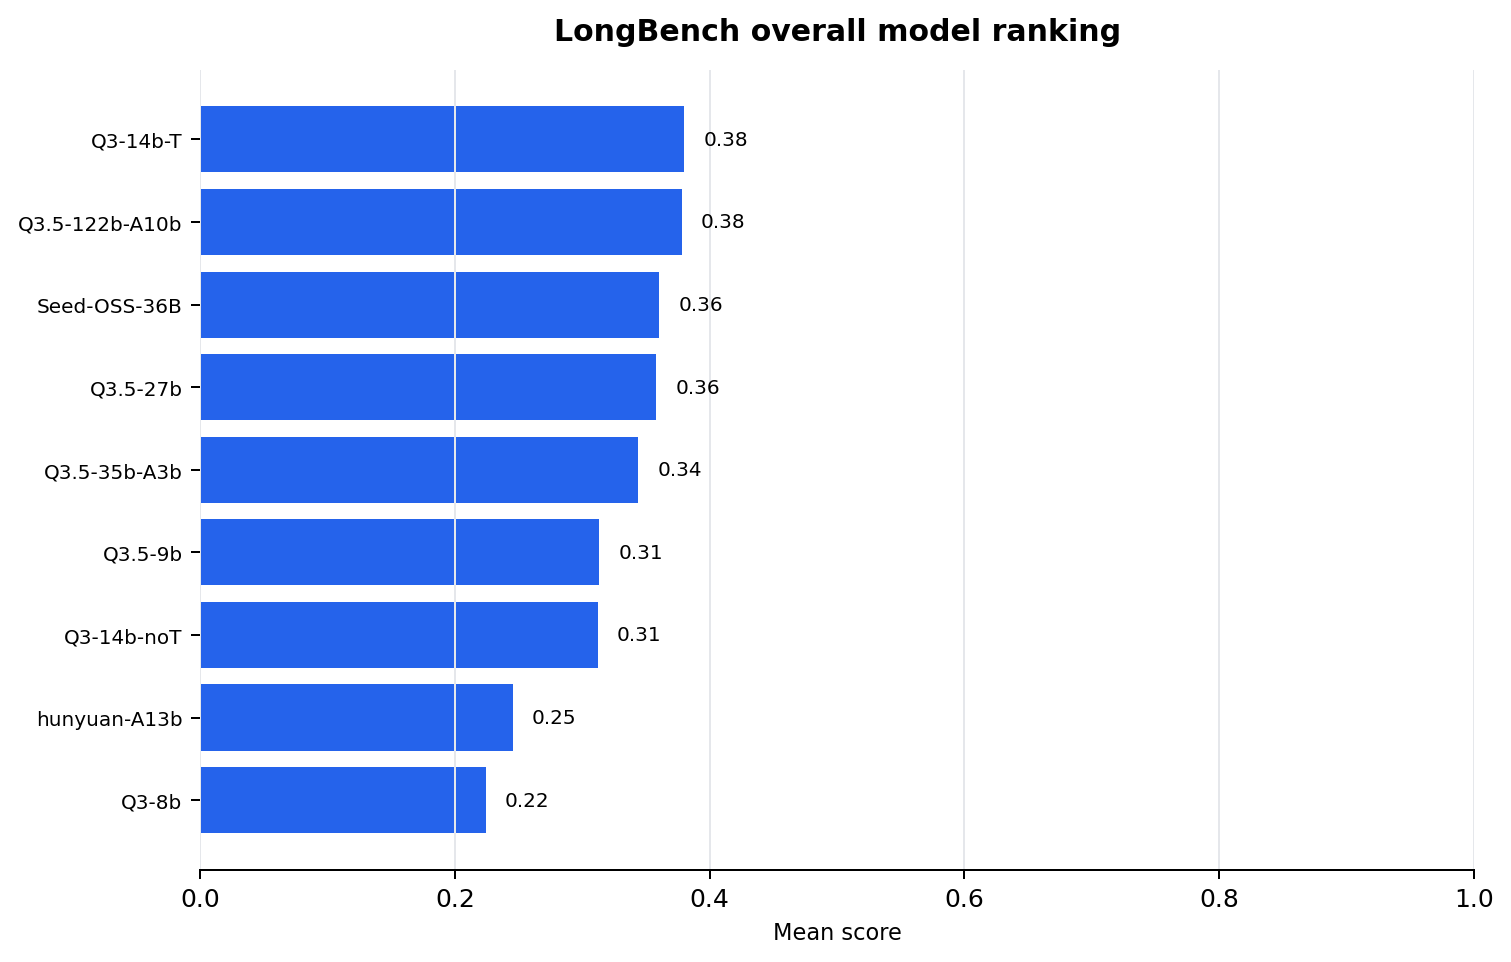 LongBench overall model ranking
Q3-14b-T 0.38
Q3.5-122b-A10b 0.38
Seed-OSS-36B 0.36
Q3.5-27b 0.36
Q3.5-35b-A3b 0.34
Q3.5-9b 0.31
Q3-14b-noT 0.31
hunyuan-A13b 0.25
Q3-8b 0.22
0.0 0.2 0.4 0.6 0.8 1.0
Mean score